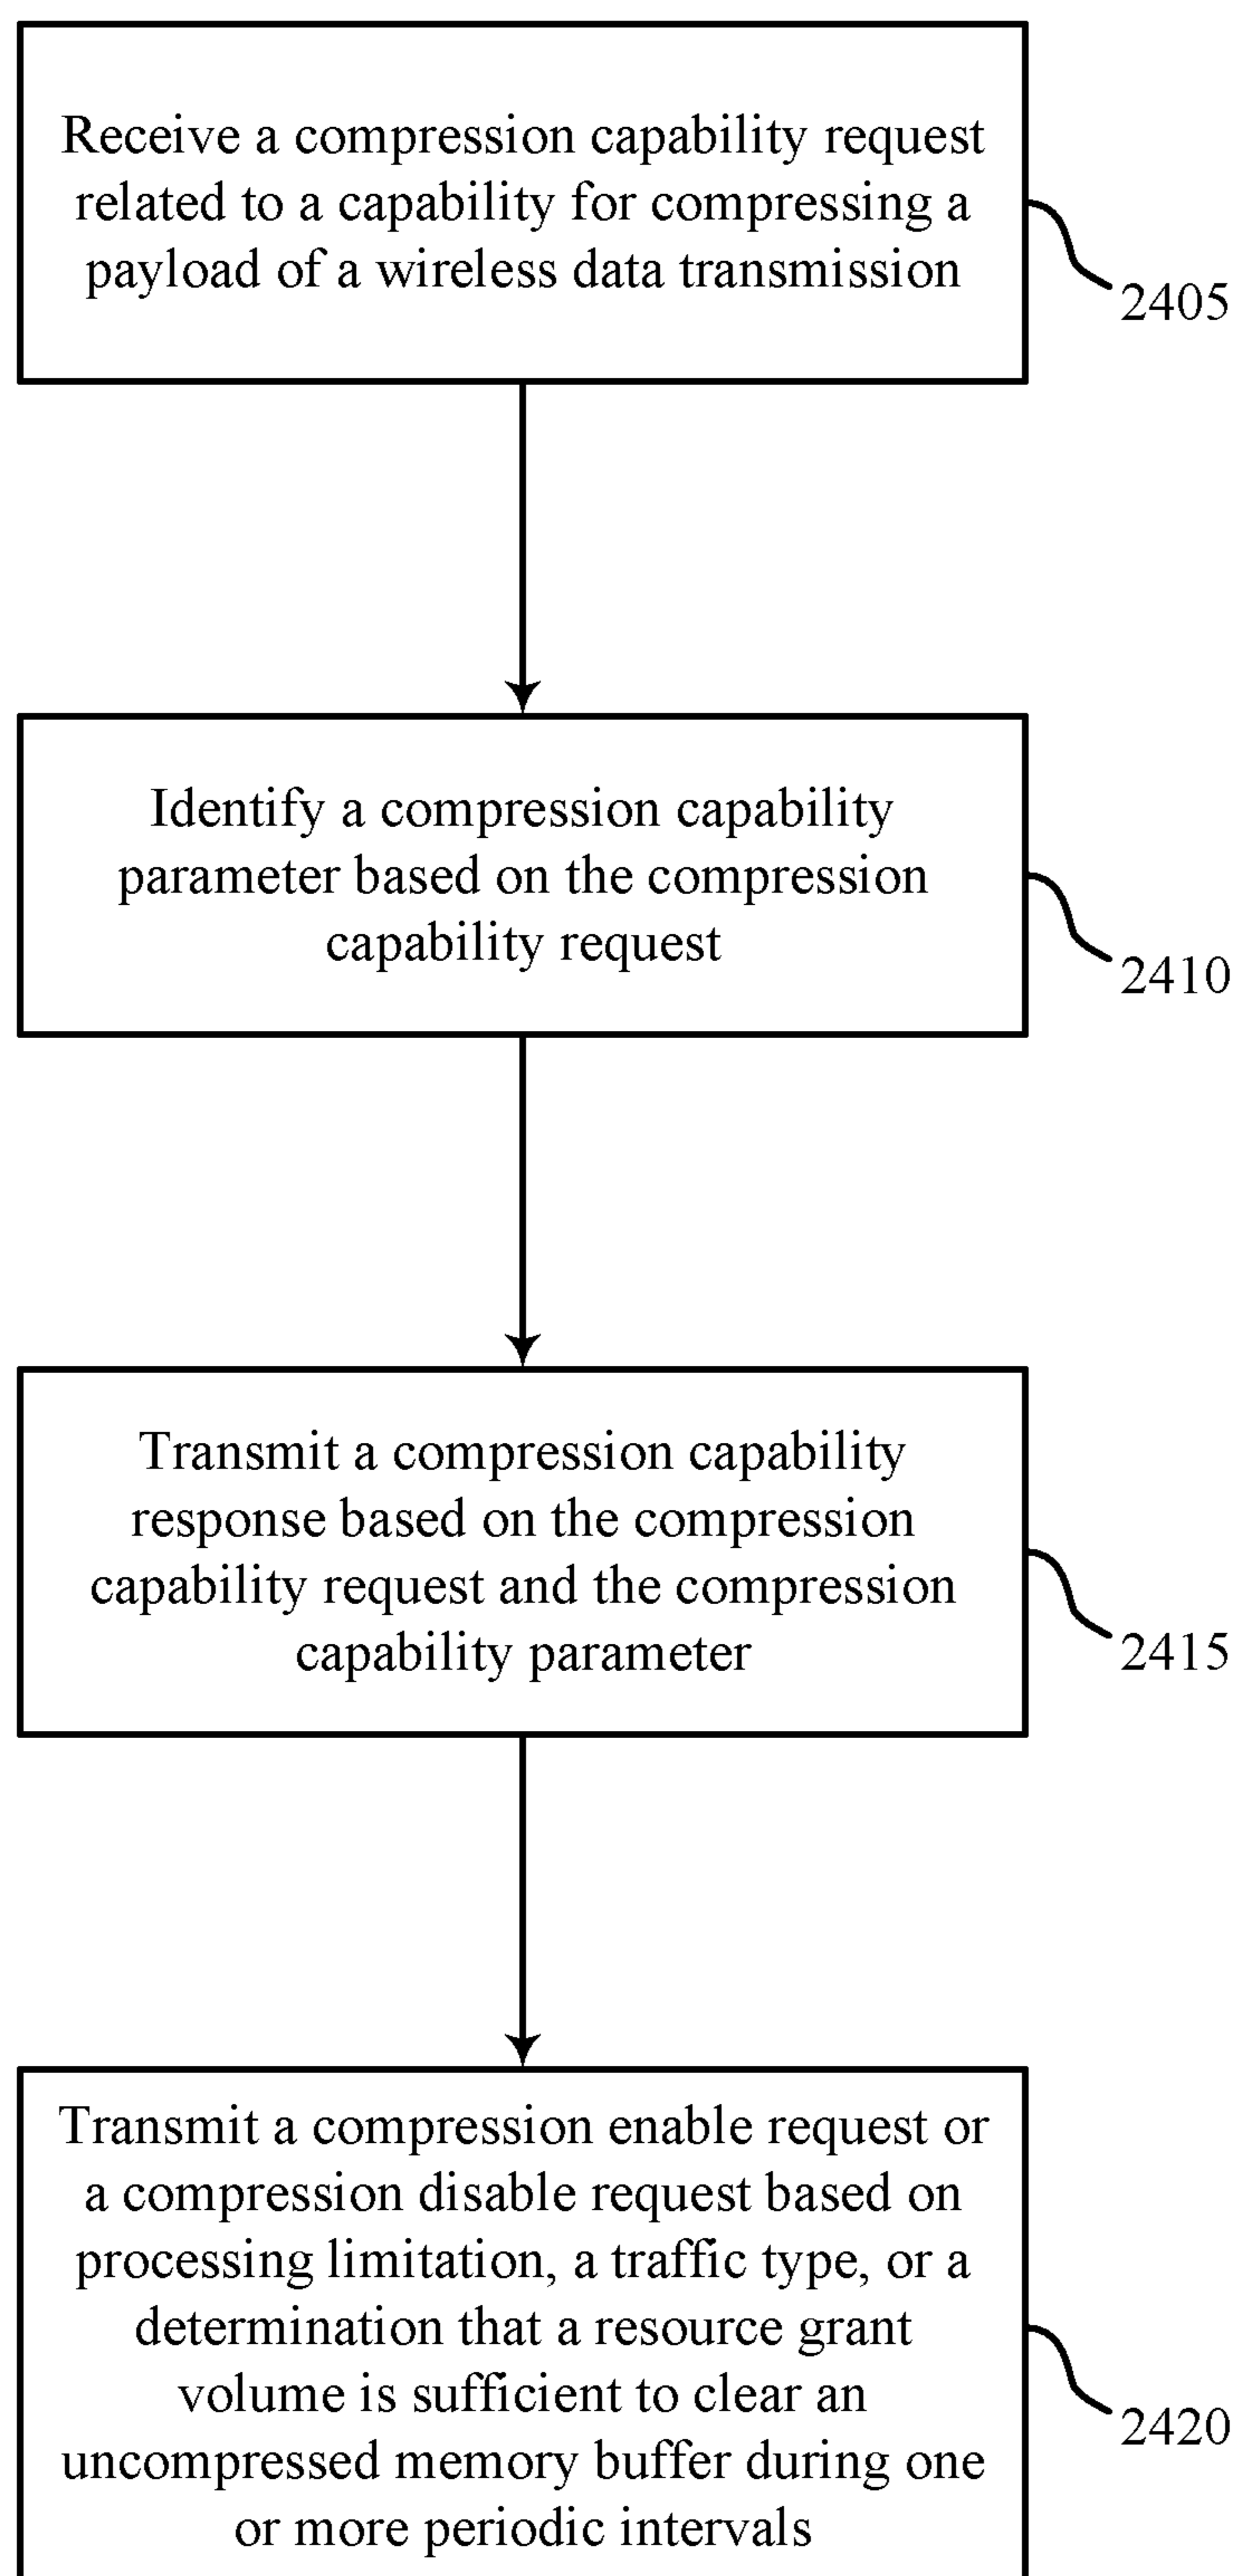 Receive a compression capability request
related to a capability for compressing a
payload of a wireless data transmission
2405
Identify a compression capability
parameter based on the compression
capability request
2410
Transmit a compression capability
response based on the compression
capability request and the compression
capability parameter
2415
Transmit a compression enable request or
a compression disable request based on
processing limitation, a traffic type, or a
determination that a resource grant
volume is sufficient to clear an
uncompressed memory buffer during one
or more periodic intervals
2420